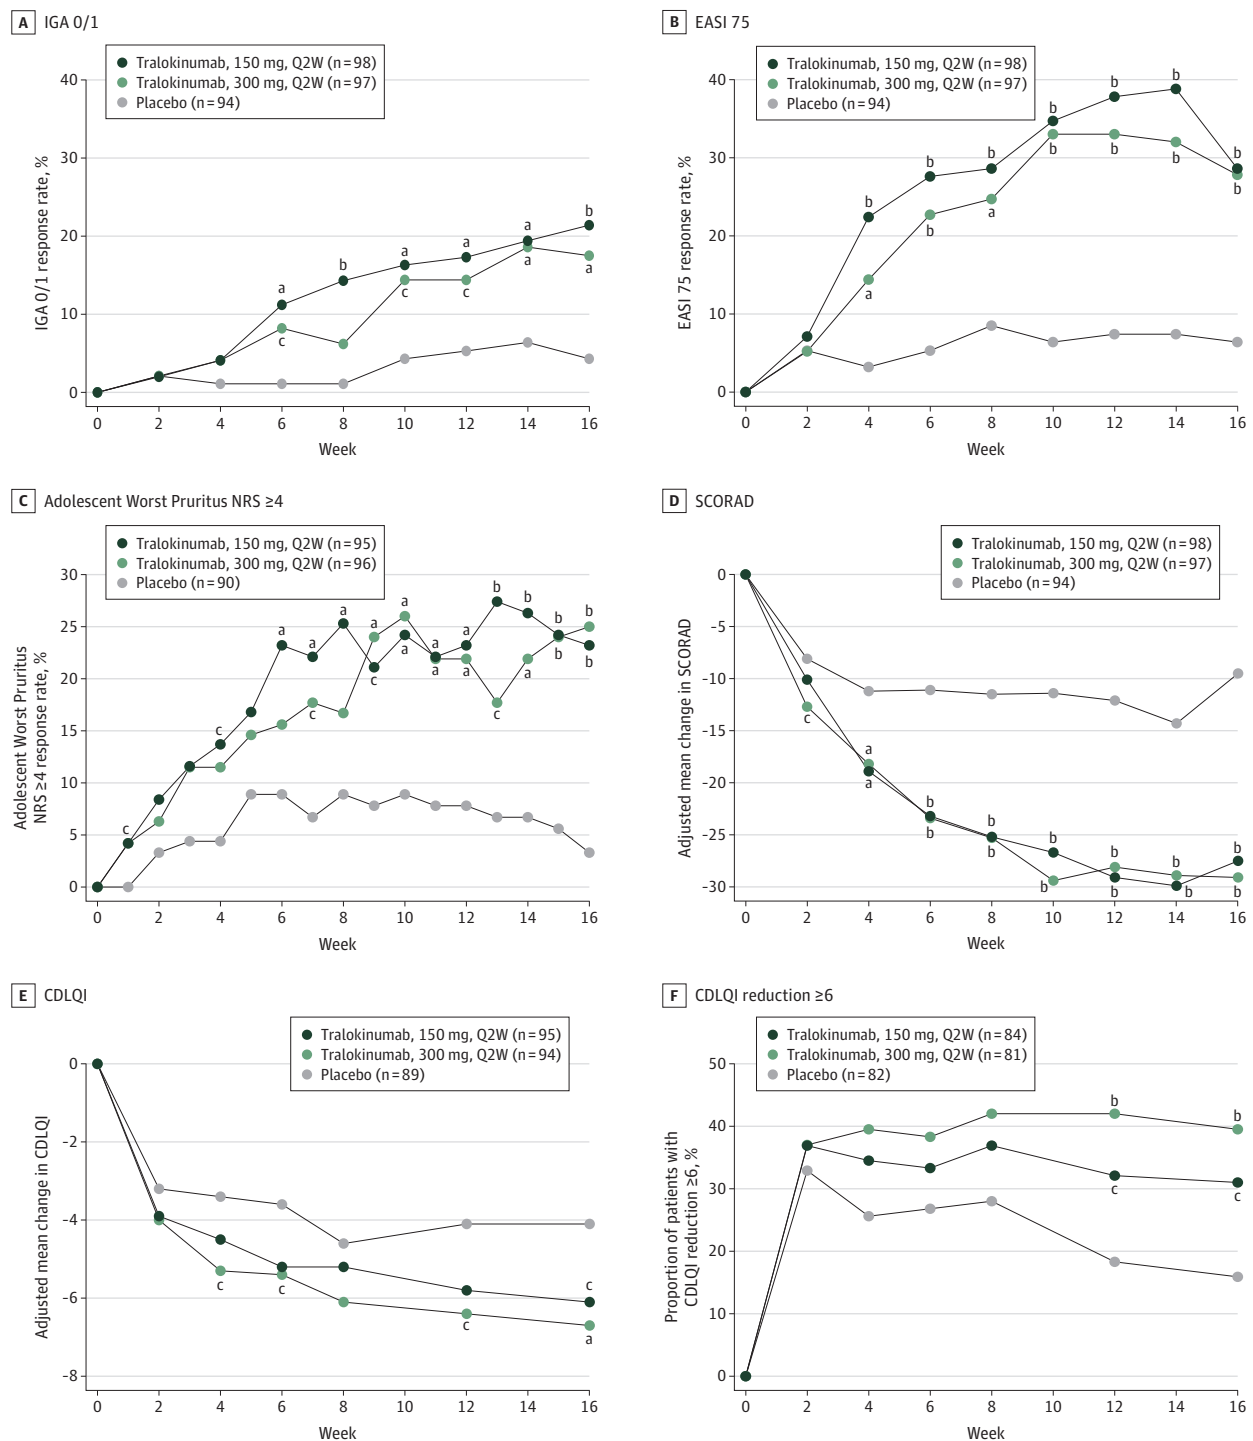 A IGA 0/1
Tralokinumab, 150 mg, Q2W (n=98)
Tralokinumab, 300 mg, Q2W (n=97)
Placebo (n=94)
IGA 0/1 response rate, %
40
30
20
10
0
a
c
b
a
c
a
c
a
a
b
a
0 2 4 6 8 10 12 14 16
Week
B EASI 75
Tralokinumab, 150 mg, Q2W (n=98)
Tralokinumab, 300 mg, Q2W (n=97)
Placebo (n=94)
EASI 75 response rate, %
40
30
20
10
0
b
a
b
b
b
a
b
b
b
b
b
b
b
b
0 2 4 6 8 10 12 14 16
Week
C Adolescent Worst Pruritus NRS ≥4
Tralokinumab, 150 mg, Q2W (n=95)
Tralokinumab, 300 mg, Q2W (n=96)
Placebo (n=90)
Adolescent Worst Pruritus
NRS ≥4 response rate, %
30
25
20
15
10
5
0
c
c
a
a
c
a
a
c
a
a
a
a
a
a
b
c
b
a
b
b
b
b
0 2 4 6 8 10 12 14 16
Week
D SCORAD
Tralokinumab, 150 mg, Q2W (n=98)
Tralokinumab, 300 mg, Q2W (n=97)
Placebo (n=94)
Adjusted mean change in SCORAD
0
-5
-10
-15
-20
-25
-30
c
a
a
b
b
b
b
b
b
b
b
b
b
b
b
0 2 4 6 8 10 12 14 16
Week
E CDLQI
Tralokinumab, 150 mg, Q2W (n=95)
Tralokinumab, 300 mg, Q2W (n=94)
Placebo (n=89)
Adjusted mean change in CDLQI
0
-2
-4
-6
-8
c
c
c
c
a
0 2 4 6 8 10 12 14 16
Week
F CDLQI reduction ≥6
Tralokinumab, 150 mg, Q2W (n=84)
Tralokinumab, 300 mg, Q2W (n=81)
Placebo (n=82)
Proportion of patients with
CDLQI reduction ≥6, %
50
40
30
20
10
0
b
c
b
c
0 2 4 6 8 10 12 14 16
Week